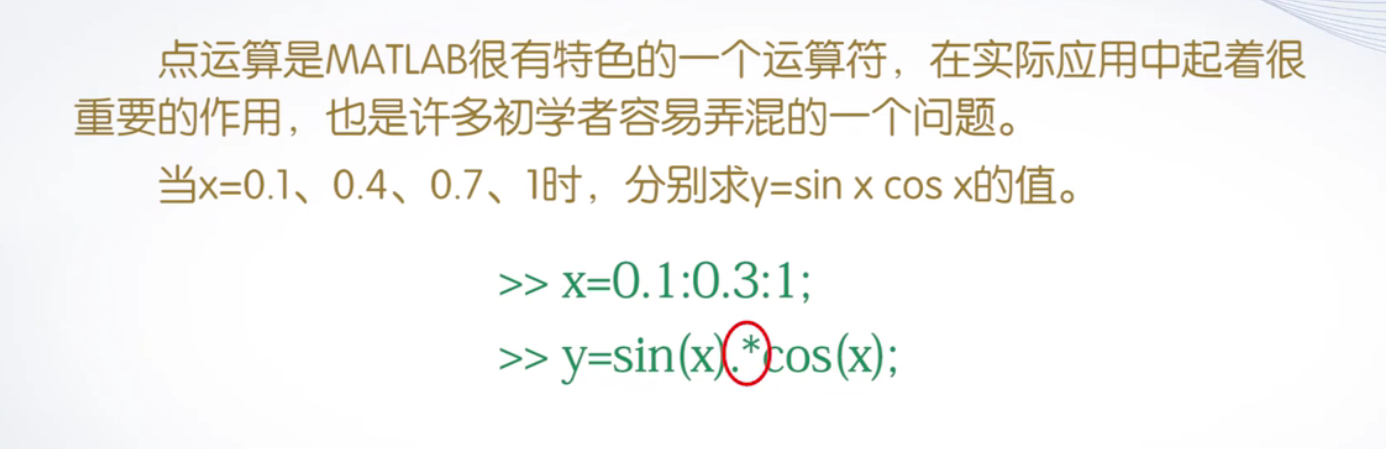 点运算是MATLAB很有特色的一个运算符，在实际应用中起着很
重要的作用，也是许多初学者容易弄混的一个问题。
当x=0.1、0.4、0.7、1时，分别求y=sin x cos x的值。
>> x=0.1:0.3:1;
>> y=sin(x).*cos(x);